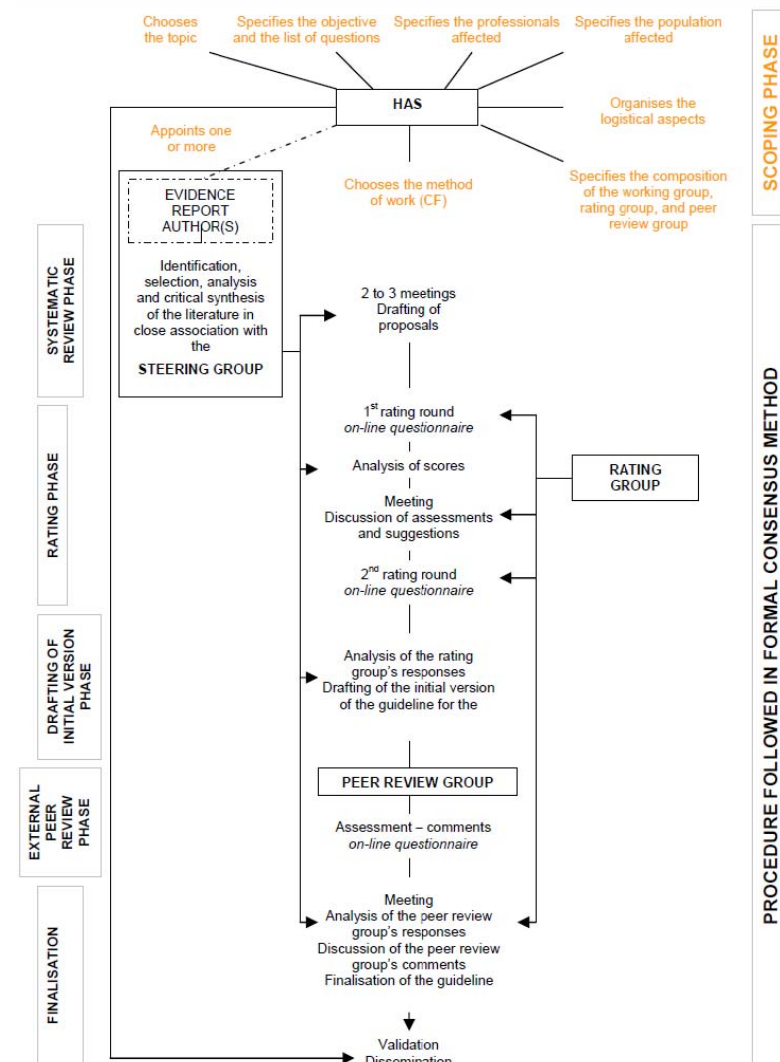 Chooses
the topic
Specifies the objective
and the list of questions
Specifies the professionals
affected
Specifies the population
affected
HAS
Organises the
logistical aspects
Appoints one
or more
Chooses the method
of work (CF)
Specifies the composition
of the working group,
rating group, and peer
review group
SCOPING PHASE
EVIDENCE
REPORT
AUTHOR(S)
Identification,
selection, analysis
and critical synthesis
of the literature in
close association with
the
STEERING GROUP
SYSTEMATIC
REVIEW PHASE
2 to 3 meetings
Drafting of
proposals
RATING PHASE
1st rating round
on-line questionnaire
Analysis of scores
Meeting
Discussion of assessments
and suggestions
2nd rating round
on-line questionnaire
RATING
GROUP
DRAFTING OF
INITIAL VERSION
PHASE
Analysis of the rating
group's responses
Drafting of the initial version
of the guideline for the
PEER REVIEW GROUP
EXTERNAL
PEER
REVIEW
PHASE
Assessment – comments
on-line questionnaire
FINALISATION
Meeting
Analysis of the peer review
group's responses
Discussion of the peer review
group's comments
Finalisation of the guideline
Validation
Dissemination
PROCEDURE FOLLOWED IN FORMAL CONSENSUS METHOD